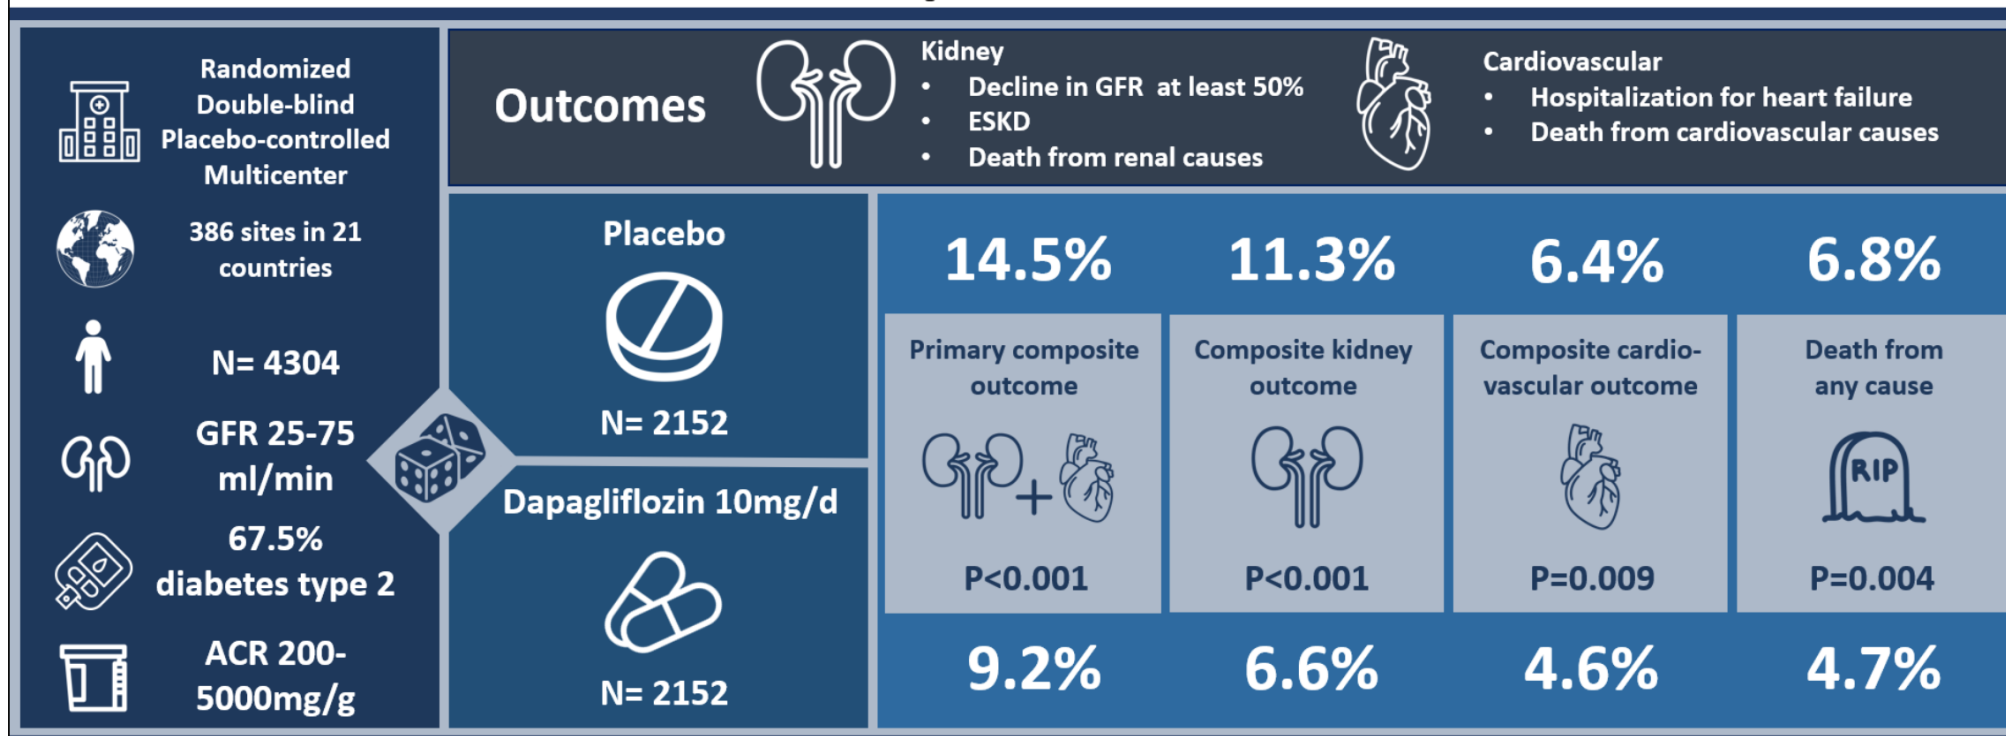 Randomized
Double-blind
Placebo-controlled
Multicenter
386 sites in 21
countries
N= 4304
GFR 25-75
ml/min
67.5%
diabetes type 2
ACR 200-
5000mg/g
Outcomes
Kidney
• Decline in GFR at least 50%
• ESKD
• Death from renal causes
Cardiovascular
• Hospitalization for heart failure
• Death from cardiovascular causes
Placebo
N= 2152
Dapagliflozin 10mg/d
N= 2152
14.5%
11.3%
6.4%
6.8%
Primary composite
outcome
P<0.001
Composite kidney
outcome
P<0.001
Composite cardio-
vascular outcome
P=0.009
Death from
any cause
RIP
P=0.004
9.2%
6.6%
4.6%
4.7%